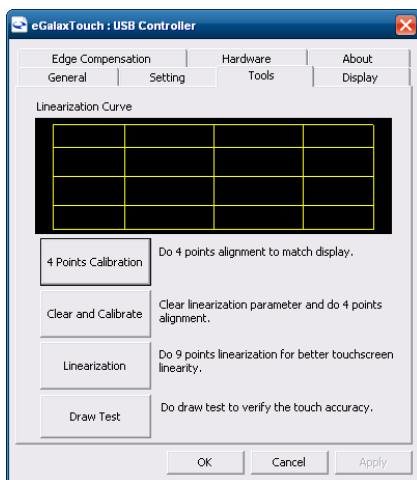 eGalaxTouch : USB Controller
Edge Compensation Hardware About
General Setting Tools Display
Linearization Curve
4 Points Calibration
Do 4 points alignment to match display.
Clear and Calibrate
Clear linearization parameter and do 4 points
alignment.
Linearization
Do 9 points linearization for better touchscreen
linearity.
Draw Test
Do draw test to verify the touch accuracy.
OK Cancel Apply